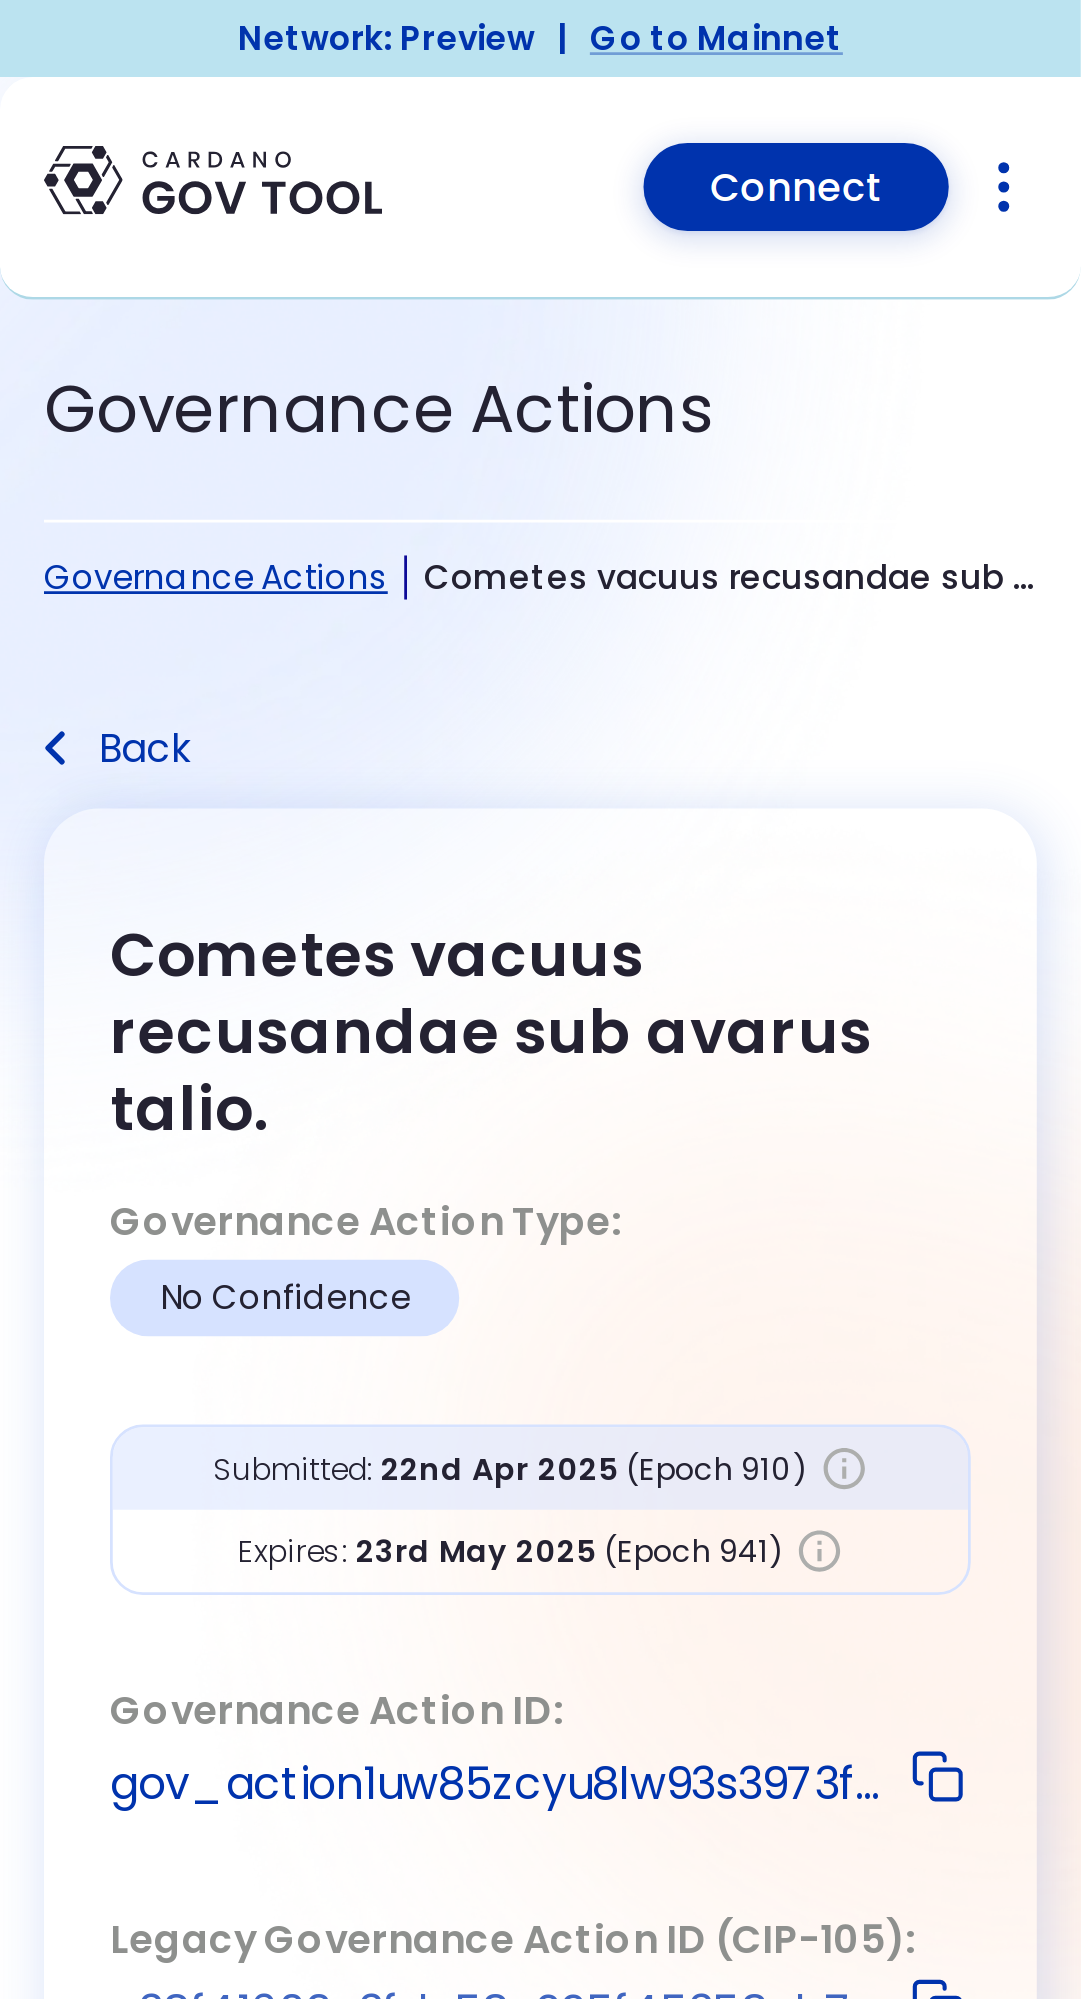 Network: Preview | Go to Mainnet
CARDANO
GOV TOOL
Connect
Governance Actions
Governance Actions | Cometes vacuus recusandae sub ...
Back
Cometes vacuus
recusandae sub avarus
talio.
Governance Action Type:
No Confidence
Submitted: 22nd Apr 2025 (Epoch 910)
Expires: 23rd May 2025 (Epoch 941)
Governance Action ID:
gov_action1uw85zcyu8lw93s3973f...
Legacy Governance Action ID (CIP-105):